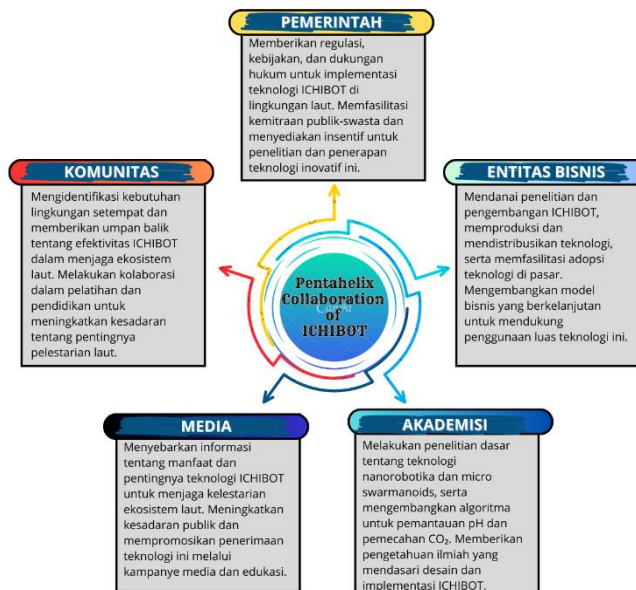 PEMERINTAH
Memberikan regulasi,
kebijakan, dan dukungan
hukum untuk implementasi
teknologi ICHIBOT di
lingkungan laut. Memfasilitasi
kemitraan publik-swasta dan
menyediakan insentif untuk
penelitian dan penerapan
teknologi inovatif ini.
KOMUNITAS
Mengidentifikasi kebutuhan
lingkungan setempat dan
memberikan umpan balik
tentang efektivitas ICHIBOT
dalam menjaga ekosistem
laut. Melakukan kolaborasi
dalam pelatihan dan
pendidikan untuk
meningkatkan kesadaran
tentang pentingnya
pelestarian laut.
ENTITAS BISNIS
Mendanai penelitian dan
pengembangan ICHIBOT,
memproduksi dan
mendistribusikan teknologi,
serta memfasilitasi adopsi
teknologi di pasar.
Mengembangkan model
bisnis yang berkelanjutan
untuk mendukung
penggunaan luas teknologi ini.
Pentahelix
Collaboration
of
ICHIBOT
Canva
MEDIA
Menyebarkan informasi
tentang manfaat dan
pentingnya teknologi ICHIBOT
untuk menjaga kelestarian
ekosistem laut. Meningkatkan
kesadaran publik dan
mempromosikan penerimaan
teknologi ini melalui
kampanye media dan edukasi.
AKADEMISI
Melakukan penelitian dasar
tentang teknologi
nanorobotika dan micro
swarmanoids, serta
mengembangkan algoritma
untuk pemantauan pH dan
pemecahan CO₂. Memberikan
pengetahuan ilmiah yang
mendasari desain dan
implementasi ICHIBOT.